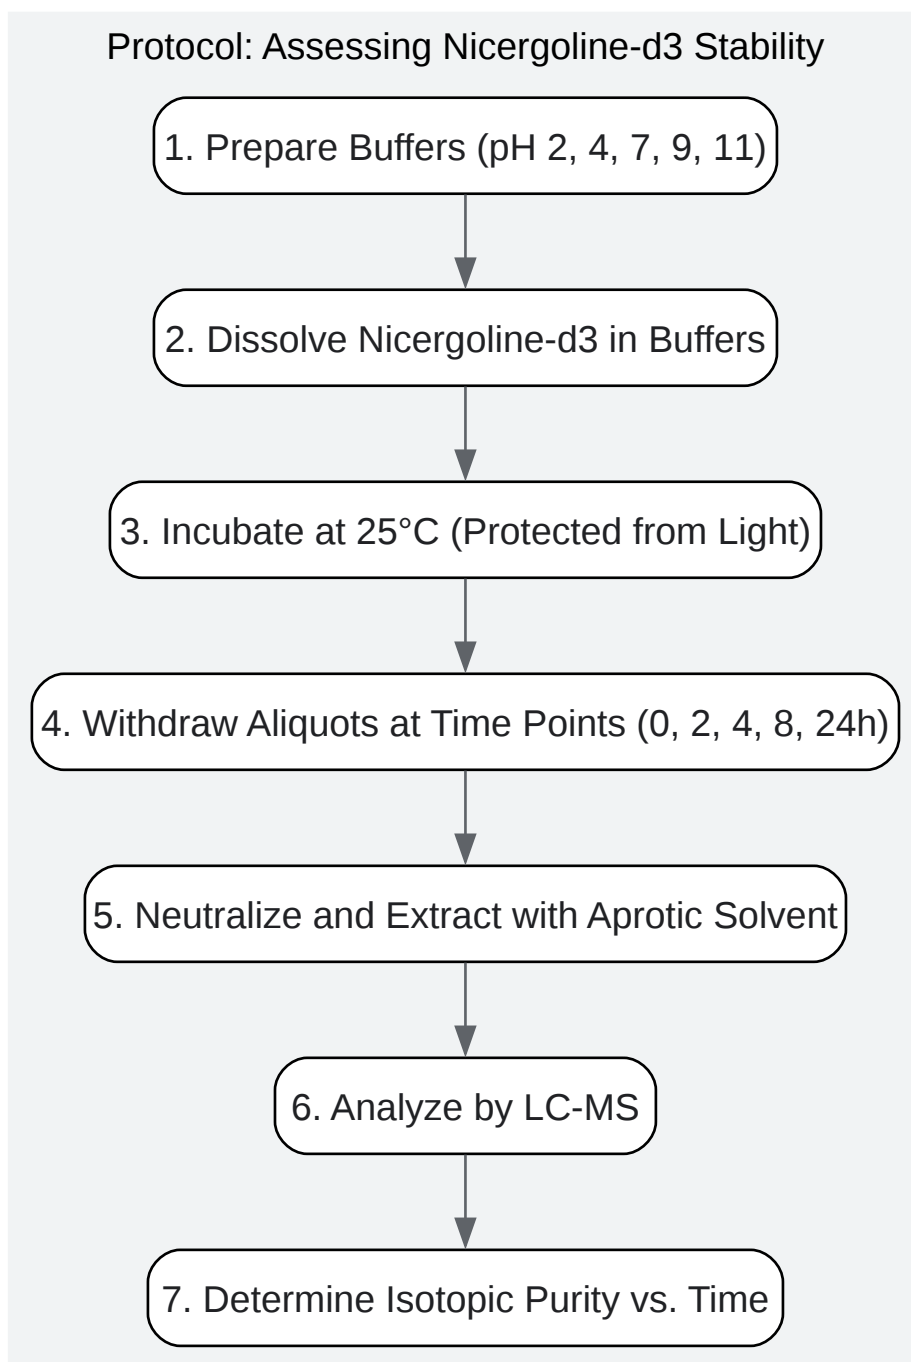 Protocol: Assessing Nicergoline-d3 Stability
1. Prepare Buffers (pH 2, 4, 7, 9, 11)
2. Dissolve Nicergoline-d3 in Buffers
3. Incubate at 25°C (Protected from Light)
4. Withdraw Aliquots at Time Points (0, 2, 4, 8, 24h)
5. Neutralize and Extract with Aprotic Solvent
6. Analyze by LC-MS
7. Determine Isotopic Purity vs. Time